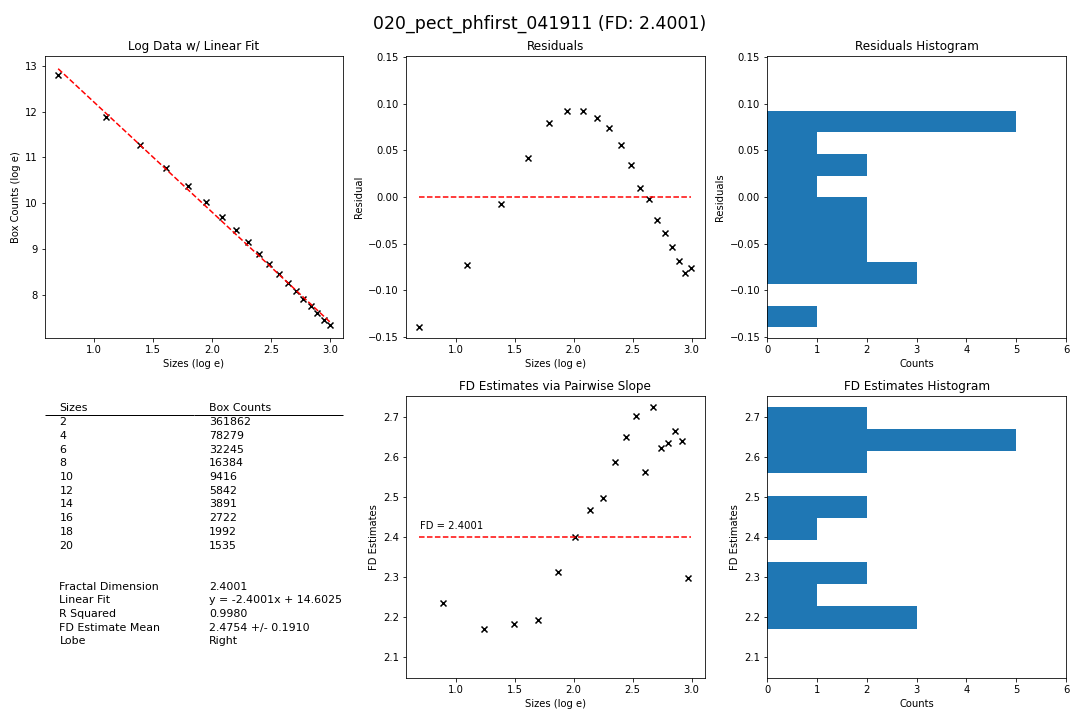 020_pect_phfirst_041911 (FD: 2.4001)
Log Data w/ Linear Fit
Box Counts (log e)
13
12
11
10
9
8
1.0 1.5 2.0 2.5 3.0
Sizes (log e)
Residuals
Residual
0.15
0.10
0.05
0.00
−0.05
−0.10
−0.15
1.0 1.5 2.0 2.5 3.0
Sizes (log e)
Residuals Histogram
Residuals
0.15
0.10
0.05
0.00
−0.05
−0.10
−0.15
0 1 2 3 4 5 6
Counts
Sizes Box Counts
2 361862
4 78279
6 32245
8 16384
10 9416
12 5842
14 3891
16 2722
18 1992
20 1535
Fractal Dimension 2.4001
Linear Fit y = -2.4001x + 14.6025
R Squared 0.9980
FD Estimate Mean 2.4754 +/- 0.1910
Lobe Right
FD Estimates via Pairwise Slope
FD Estimates
2.7
2.6
2.5
2.4
2.3
2.2
2.1
FD = 2.4001
1.0 1.5 2.0 2.5 3.0
Sizes (log e)
FD Estimates Histogram
FD Estimates
2.7
2.6
2.5
2.4
2.3
2.2
2.1
0 1 2 3 4 5 6
Counts